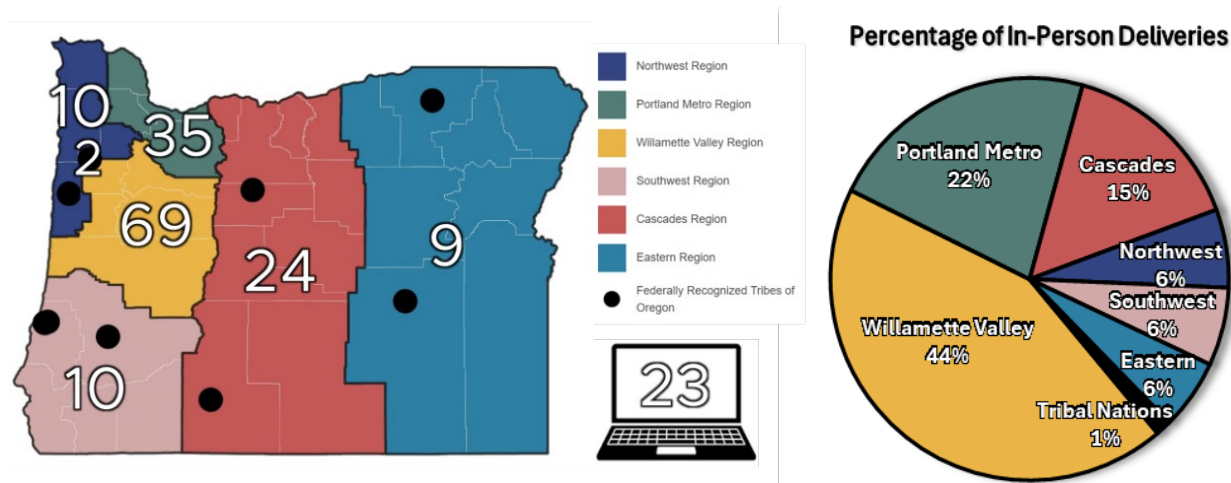 10
35
2
69
24
9
10
Northwest Region
Portland Metro Region
Willamette Valley Region
Southwest Region
Cascades Region
Eastern Region
Federally Recognized Tribes of
Oregon
23
Percentage of In-Person Deliveries
Portland Metro
22%
Cascades
15%
Northwest
6%
Southwest
6%
Eastern
6%
Tribal Nations
1%
Willamette Valley
44%